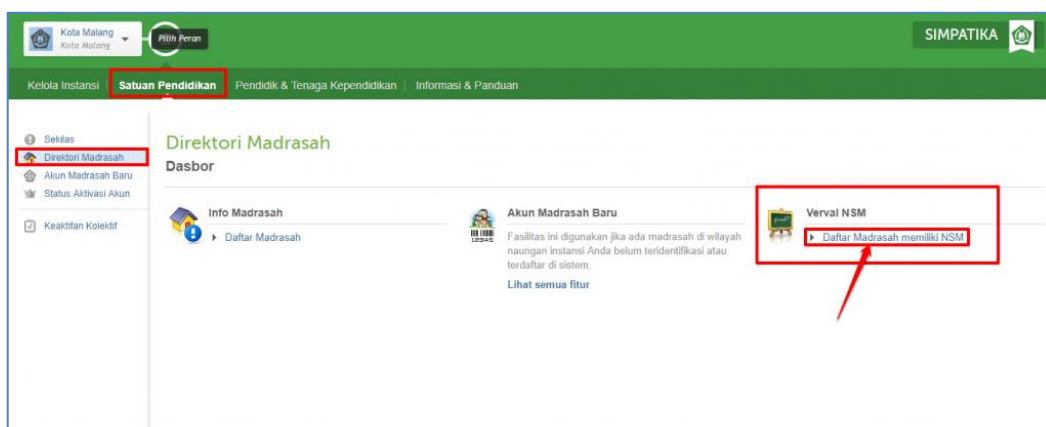 Kota Malang
Kota Malang
Pilih Peran
SIMPATIKA
Kelola Instansi
Satuan Pendidikan
Pendidik & Tenaga Kependidikan
Informasi & Panduan
Sekilas
Direktori Madrasah
Akun Madrasah Baru
Status Aktivasi Akun
Keaktifan Kolektif
Direktori Madrasah
Dasbor
Info Madrasah
Daftar Madrasah
Akun Madrasah Baru
Fasilitas ini digunakan jika ada madrasah di wilayah
naungan instansi Anda belum teridentifikasi atau
terdaftar di sistem.
Lihat semua fitur
Verval NSM
Daftar Madrasah memiliki NSM